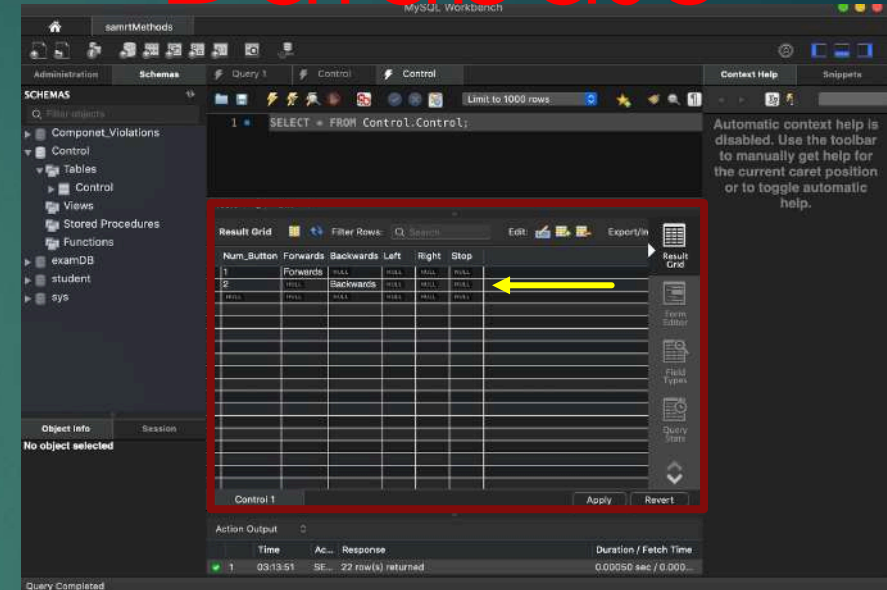 MySQL Workbench
samrtMethods
Administration Schemas Query 1 Control Control Context Help Snippets
SCHEMAS
Filter objects
Limit to 1000 rows
Componet_Violations
Control
Tables
Control
Views
Stored Procedures
Functions
examDB
student
sys
Object Info Session
No object selected
1 SELECT * FROM Control.Control;
Result Grid Filter Rows: Search Edit: Export/Im
Num_Button Forwards Backwards Left Right Stop
1 Forwards NULL NULL NULL NULL
2 NULL Backwards NULL NULL NULL
NULL NULL NULL NULL NULL NULL
Result
Grid
Form
Editor
Field
Types
Query
Stats
Control 1 Apply Revert
Action Output
Time Ac... Response Duration / Fetch Time
1 03:13:51 SE... 22 row(s) returned 0.00050 sec / 0.000...
Automatic context help is
disabled. Use the toolbar
to manually get help for
the current caret position
or to toggle automatic
help.
Query Completed